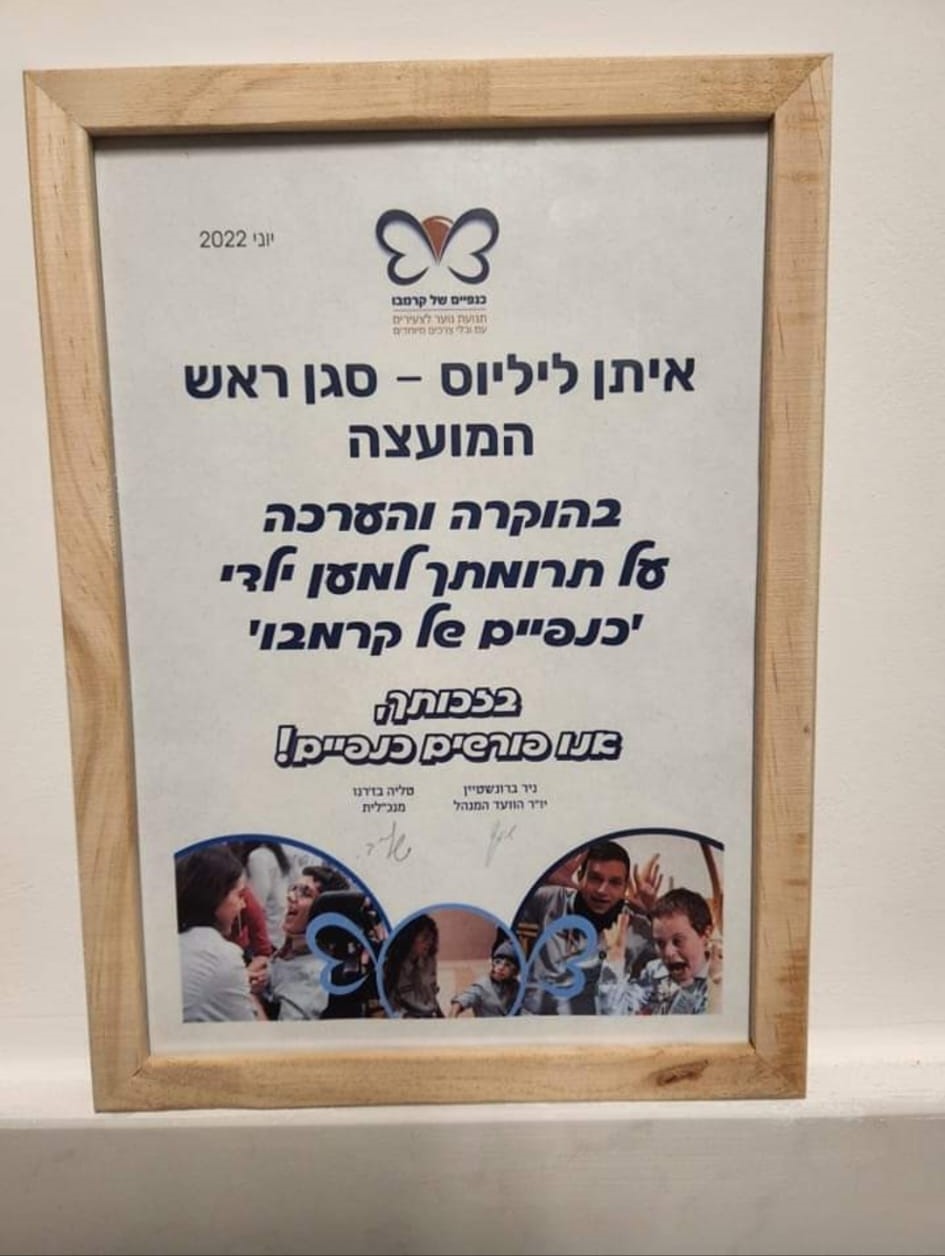 יוני 2022
כנפיים של קרמבו
תנועת נוער לצעירים
עם ובלי צרכים מיוחדים
איתן ליליוס – סגן ראש
המועצה
בהוקרה והערכה
על תרומתך למען ילדי
'כנפיים של קרמבו'
בזכותך,
אנו פורשים כנפיים!
ניר ברונשטיין
יו״ר הוועד המנהל
טליה בז׳רנו
מנכ״לית